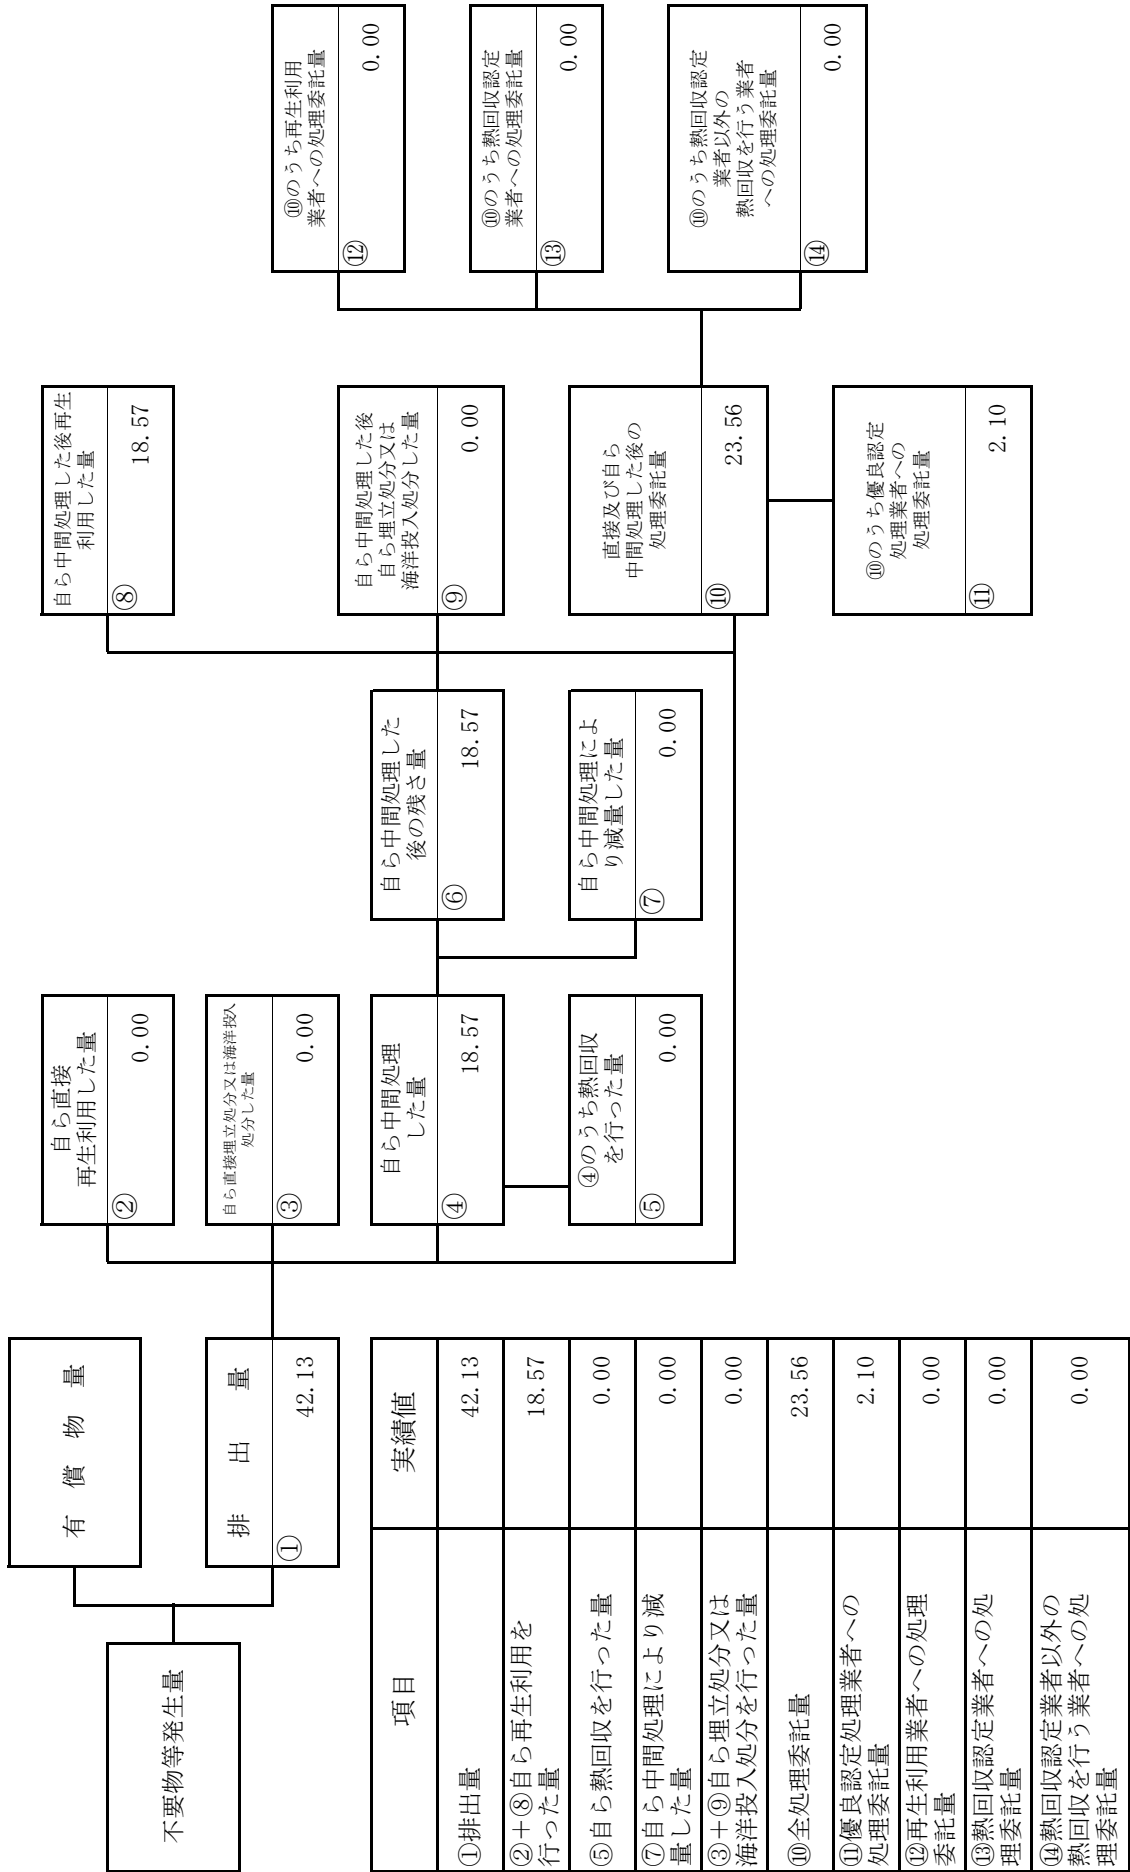 不要物等発生量
有償物量
排出量
①
42.13
自ら直接
再生利用した量
②
0.00
自ら直接埋立処分又は海洋投入
処分した量
③
0.00
自ら中間処理
した量
④
18.57
④のうち熱回収
を行った量
⑤
0.00
自ら中間処理した
後の残さ量
⑥
18.57
自ら中間処理によ
り減量した量
⑦
0.00
自ら中間処理した後再生
利用した量
⑧
18.57
自ら中間処理した後
自ら埋立処分又は
海洋投入処分した量
⑨
0.00
直接及び自ら
中間処理した後の
処理委託量
⑩
23.56
⑩のうち優良認定
処理業者への
処理委託量
⑪
2.10
⑩のうち再生利用
業者への処理委託量
⑫
0.00
⑩のうち熱回収認定
業者への処理委託量
⑬
0.00
⑩のうち熱回収認定
業者以外の
熱回収を行う業者
への処理委託量
⑭
0.00
項目 実績値
①排出量 42.13
②＋⑧自ら再生利用を
行った量 18.57
⑤自ら熱回収を行った量 0.00
⑦自ら中間処理により減
量した量 0.00
③＋⑨自ら埋立処分又は
海洋投入処分を行った量 0.00
⑩全処理委託量 23.56
⑪優良認定処理業者への
処理委託量 2.10
⑫再生利用業者への処理
委託量 0.00
⑬熱回収認定業者への処
理委託量 0.00
⑭熱回収認定業者以外の
熱回収を行う業者への処
理委託量 0.00